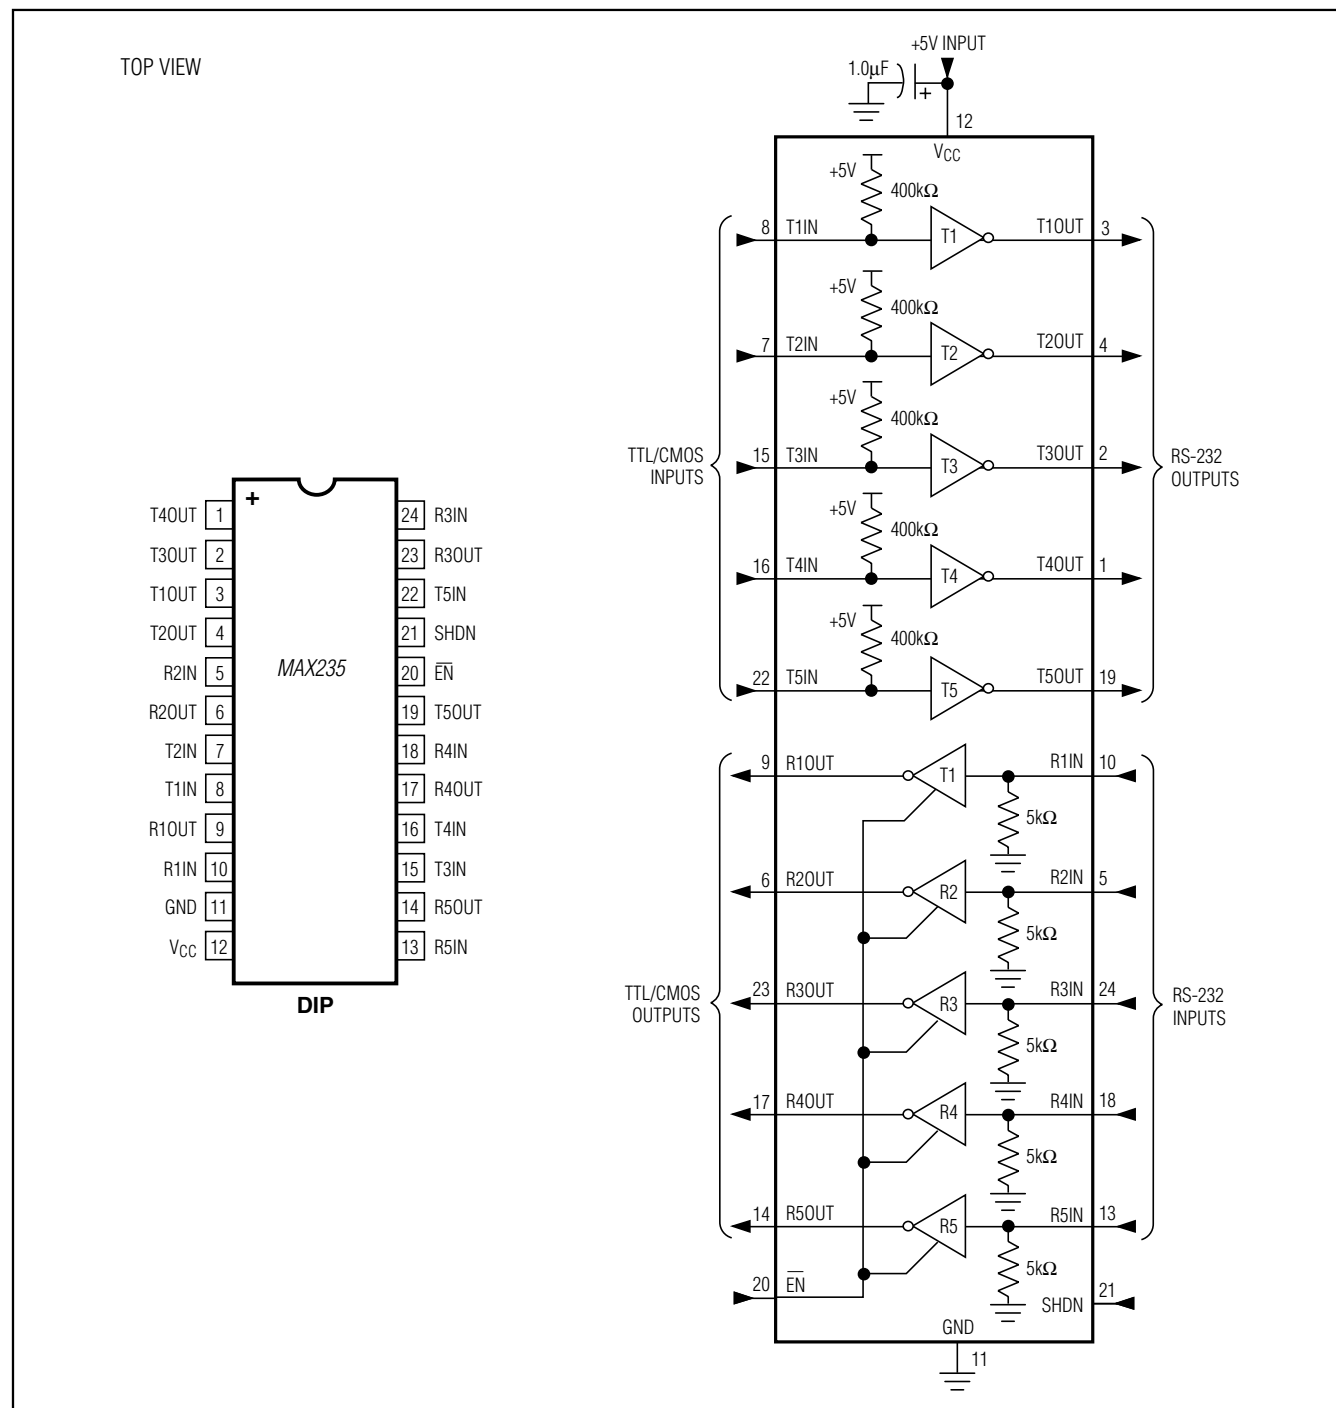 TOP VIEW
+5V INPUT
1.0µF
+
12
VCC
+5V
400kΩ
8 T1IN T1 T1OUT 3
+5V
400kΩ
7 T2IN T2 T2OUT 4
+5V
400kΩ
TTL/CMOS
INPUTS
15 T3IN T3 T3OUT 2
RS-232
OUTPUTS
+5V
400kΩ
16 T4IN T4 T4OUT 1
+5V
400kΩ
22 T5IN T5 T5OUT 19
+
T4OUT 1 24 R3IN
T3OUT 2 23 R3OUT
T1OUT 3 22 T5IN
T2OUT 4 21 SHDN
R2IN 5 MAX235 20 E̅N̅
R2OUT 6 19 T5OUT
T2IN 7 18 R4IN
T1IN 8 17 R4OUT
R1OUT 9 16 T4IN
R1IN 10 15 T3IN
GND 11 14 R5OUT
VCC 12 13 R5IN
DIP
9 R1OUT T1 R1IN 10
5kΩ
6 R2OUT R2 R2IN 5
5kΩ
TTL/CMOS
OUTPUTS
23 R3OUT R3 R3IN 24
RS-232
INPUTS
5kΩ
17 R4OUT R4 R4IN 18
5kΩ
14 R5OUT R5 R5IN 13
5kΩ
20 E̅N̅
SHDN 21
GND
11